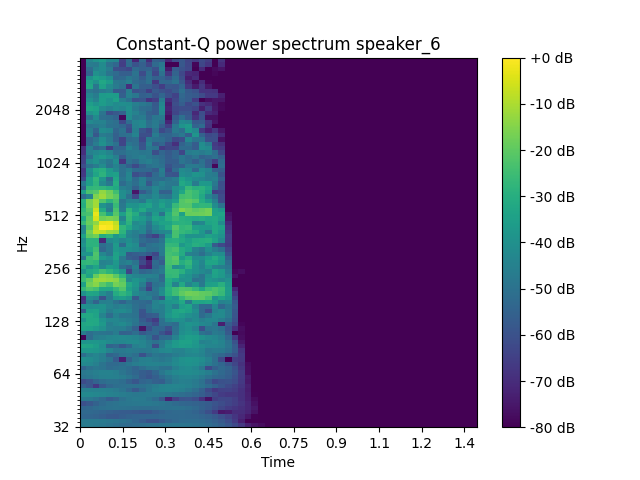 Constant-Q power spectrum speaker_6
+0 dB
-10 dB
-20 dB
-30 dB
-40 dB
-50 dB
-60 dB
-70 dB
-80 dB
Hz
2048
1024
512
256
128
64
32
0 0.15 0.3 0.45 0.6 0.75 0.9 1.1 1.2 1.4
Time